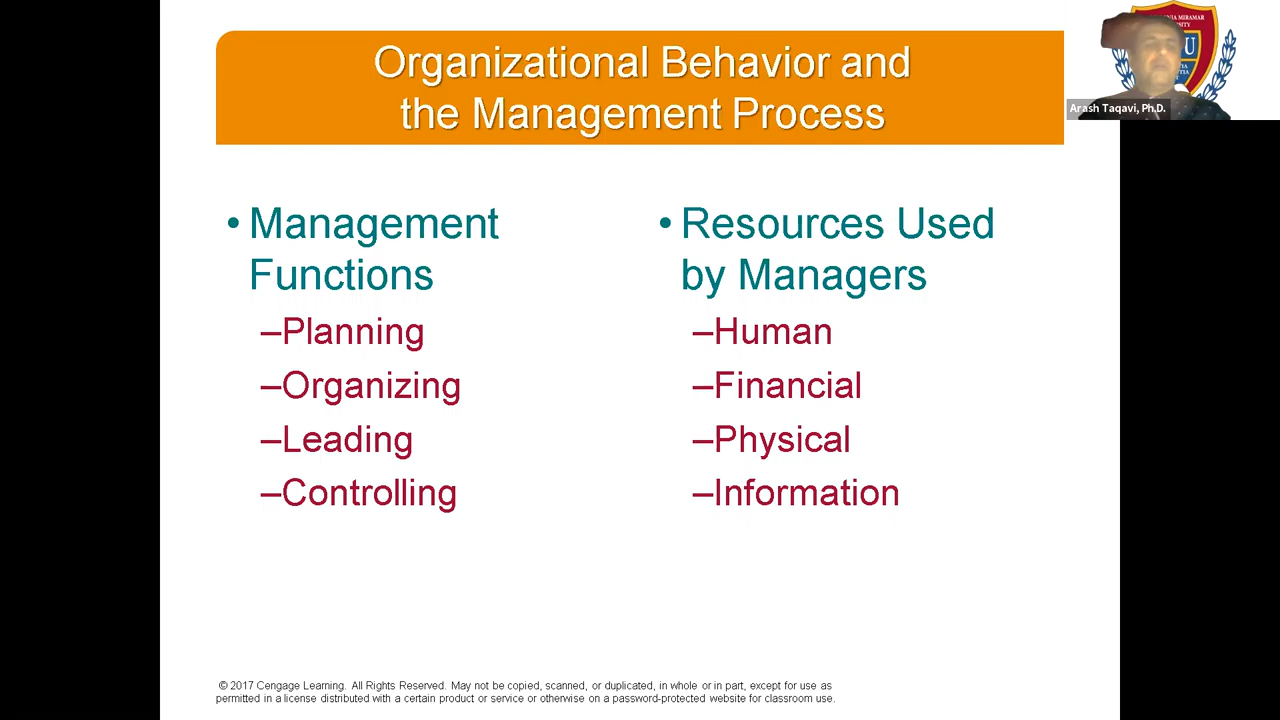 Organizational Behavior and
the Management Process
MIRAMAR
Arash Taqavi, Ph.D.
• Management
Functions
–Planning
–Organizing
–Leading
–Controlling
• Resources Used
by Managers
–Human
–Financial
–Physical
–Information
© 2017 Cengage Learning. All Rights Reserved. May not be copied, scanned, or duplicated, in whole or in part, except for use as
permitted in a license distributed with a certain product or service or otherwise on a password-protected website for classroom use.